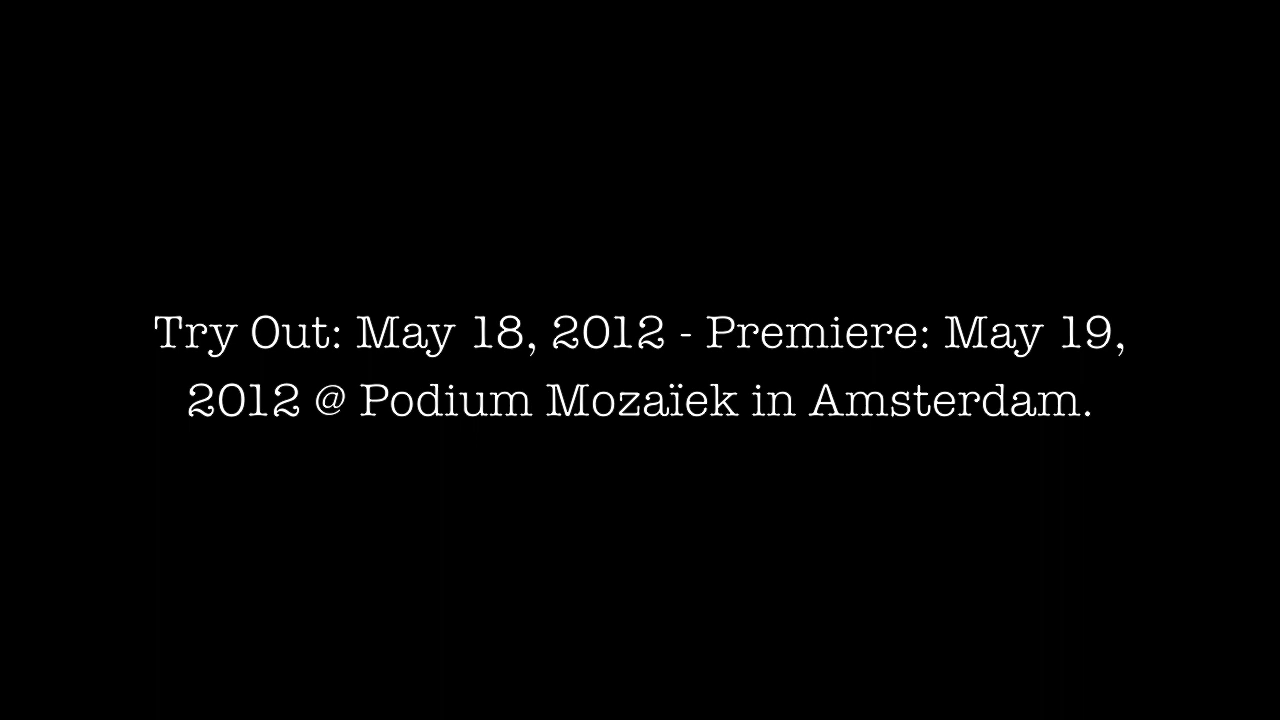 Try Out: May 18, 2012 - Premiere: May 19,
2012 @ Podium Mozaïek in Amsterdam.